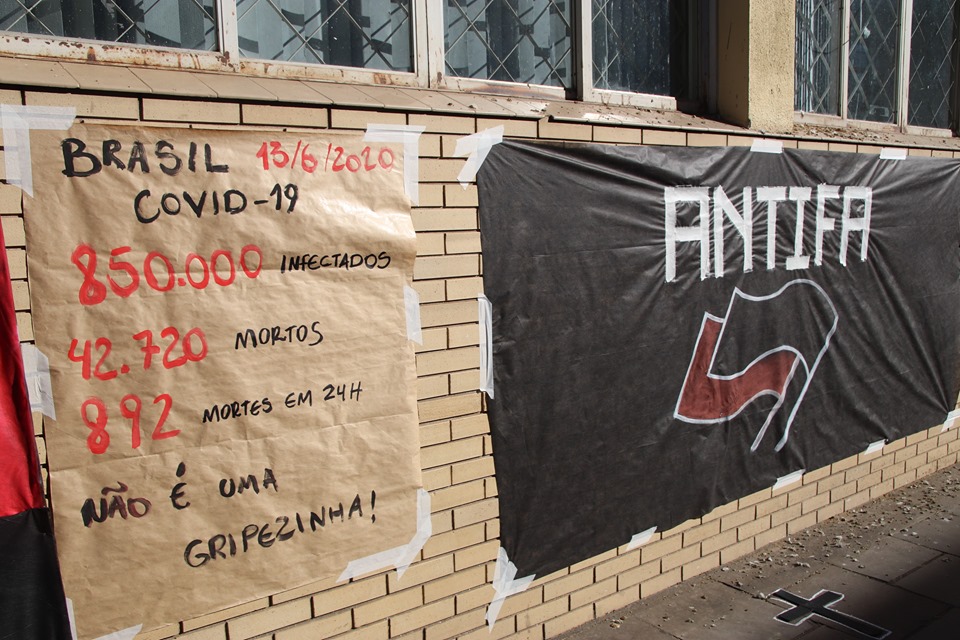 BRASIL 13/6/2020
COVID-19
850.000 INFECTADOS
42.720 MORTOS
892 MORTES EM 24H
NÃO É UMA
GRIPEZINHA!
ANTIFA